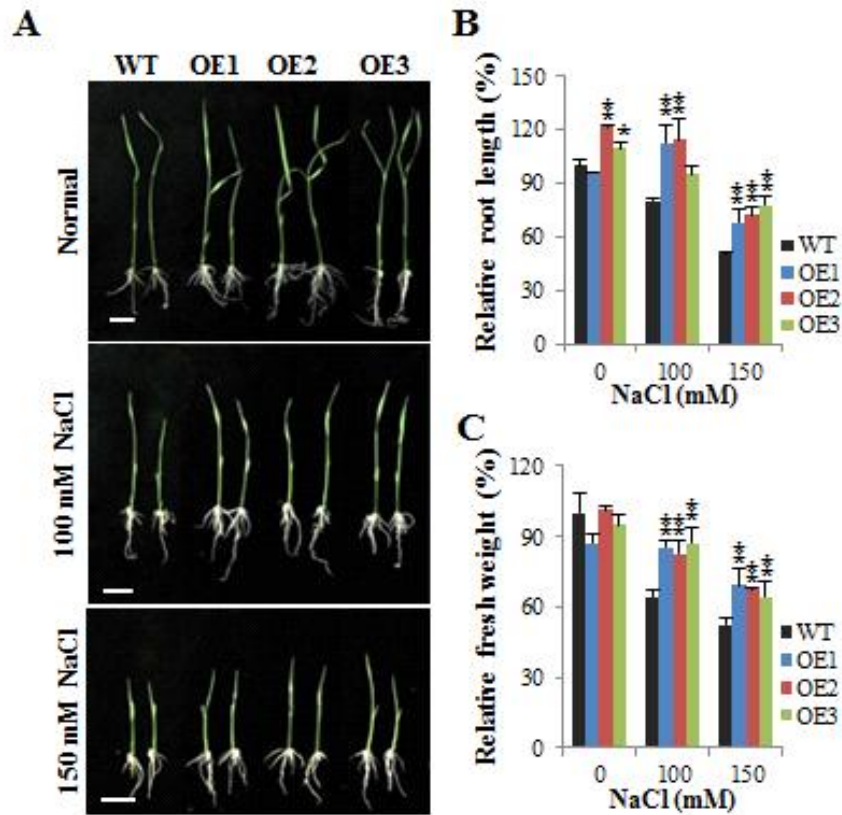 A
WT OE1 OE2 OE3
Normal
100 mM NaCl
150 mM NaCl
B
Relative root length (%)
150
120
90
60
30
0
** *
** **
** ** **
0 100 150
NaCl (mM)
WT
OE1
OE2
OE3
C
Relative fresh weight (%)
120
90
60
30
0
** ** **
** ** **
0 100 150
NaCl (mM)
WT
OE1
OE2
OE3